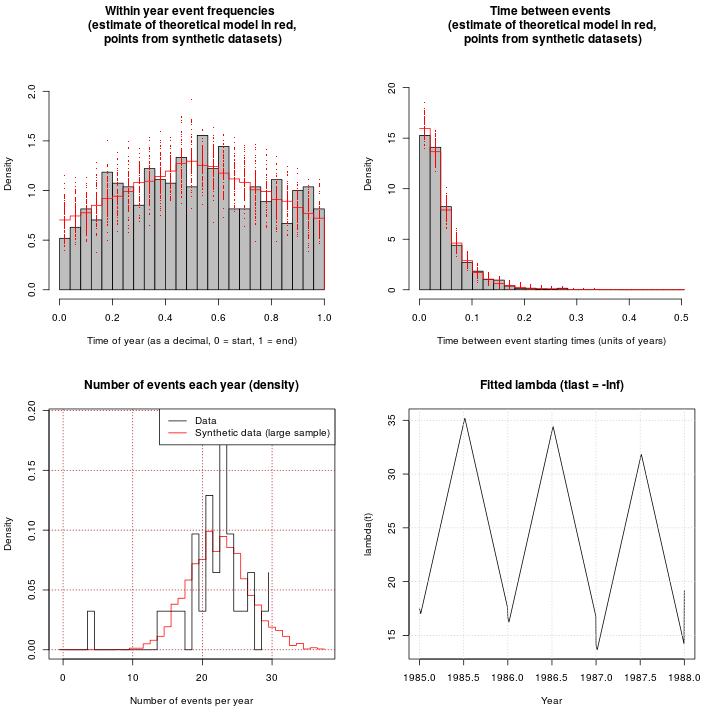 Within year event frequencies
(estimate of theoretical model in red,
points from synthetic datasets)
Density
0.0
0.5
1.0
1.5
2.0
0.0
0.2
0.4
0.6
0.8
1.0
Time of year (as a decimal, 0 = start, 1 = end)
Time between events
(estimate of theoretical model in red,
points from synthetic datasets)
Density
0
5
10
15
20
0.0
0.1
0.2
0.3
0.4
0.5
Time between event starting times (units of years)
Number of events each year (density)
Density
0.00
0.05
0.10
0.15
0.20
Data
Synthetic data (large sample)
0
10
20
30
Number of events per year
Fitted lambda (tlast = -Inf)
lambda(t)
15
20
25
30
35
1985.0
1985.5
1986.0
1986.5
1987.0
1987.5
1988.0
Year